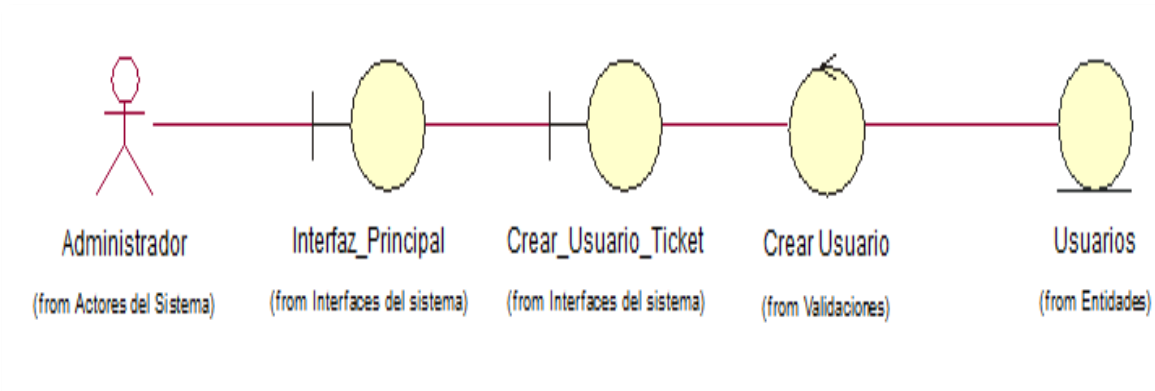 Administrador
(from Actores del Sistema)
Interfaz_Principal
(from Interfaces del sistema)
Crear_Usuario_Ticket
(from Interfaces del sistema)
Crear Usuario
(from Validaciones)
Usuarios
(from Entidades)